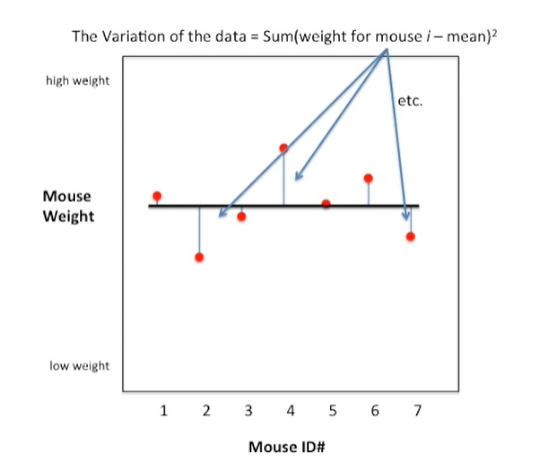 The Variation of the data = Sum(weight for mouse i – mean)²
high weight
etc.
Mouse
Weight
low weight
1 2 3 4 5 6 7
Mouse ID#